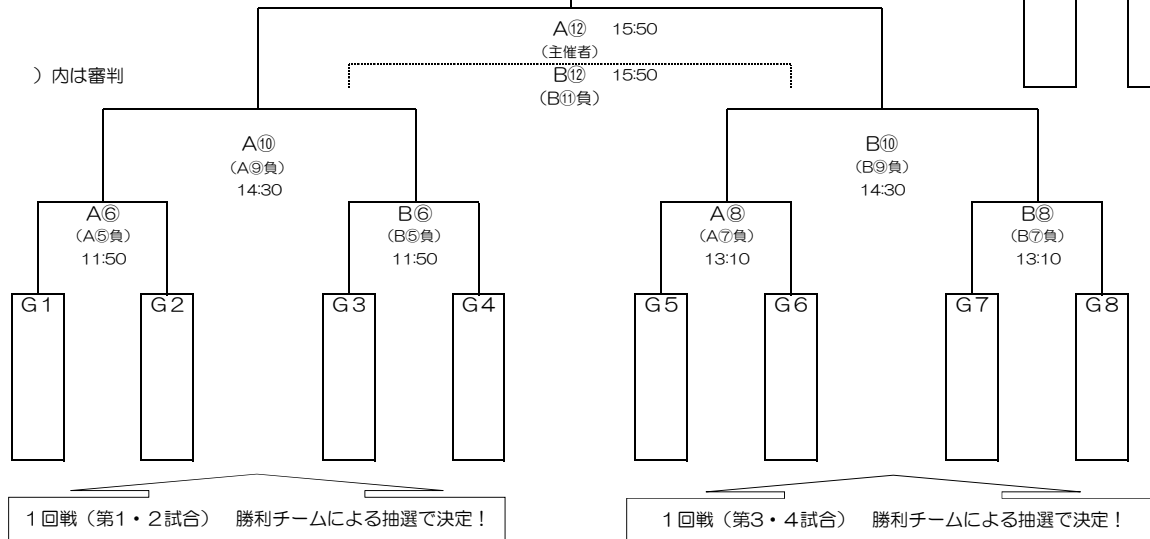 A⑫ 15:50
（主催者）
）内は審判
B⑫ 15:50
（B⑪負）
A⑩
（A⑨負）
14:30
B⑩
（B⑨負）
14:30
A⑥
（A⑤負）
11:50
B⑥
（B⑤負）
11:50
A⑧
（A⑦負）
13:10
B⑧
（B⑦負）
13:10
G1 G2 G3 G4 G5 G6 G7 G8
1回戦（第1・2試合） 勝利チームによる抽選で決定！
1回戦（第3・4試合） 勝利チームによる抽選で決定！